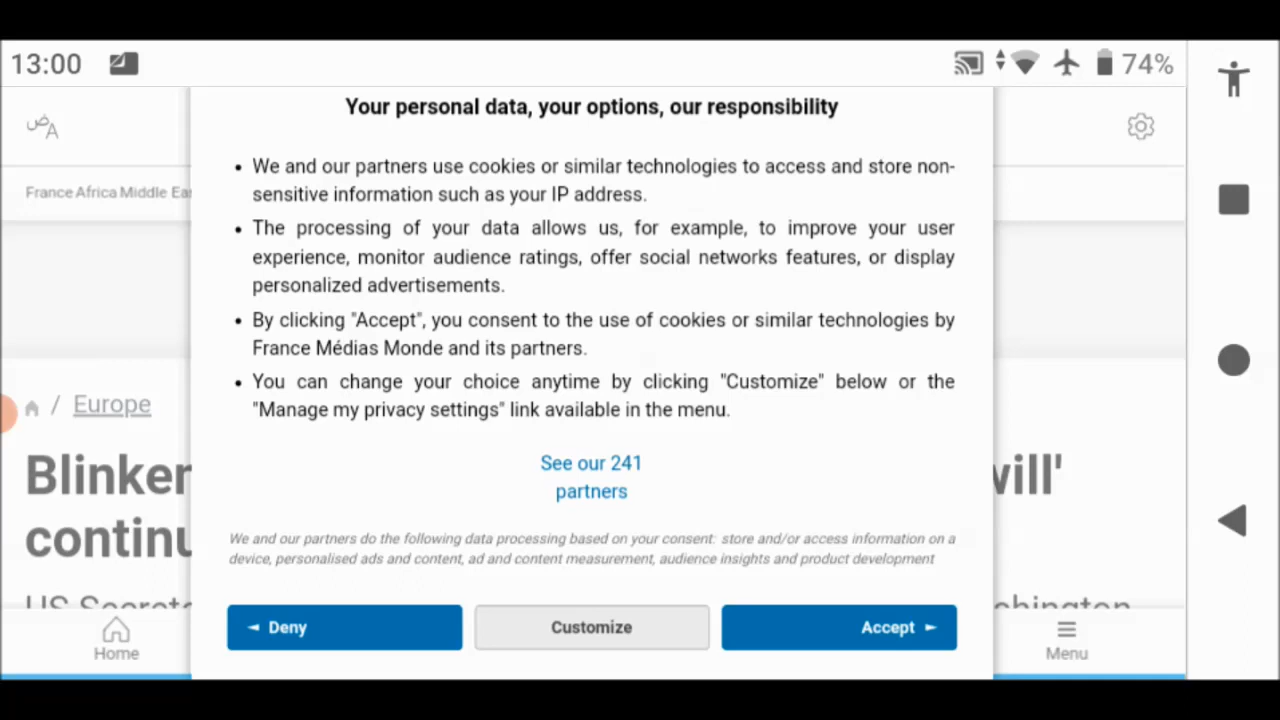 13:00
74%
Your personal data, your options, our responsibility
• We and our partners use cookies or similar technologies to access and store non-
sensitive information such as your IP address.
• The processing of your data allows us, for example, to improve your user
experience, monitor audience ratings, offer social networks features, or display
personalized advertisements.
• By clicking "Accept", you consent to the use of cookies or similar technologies by
France Médias Monde and its partners.
• You can change your choice anytime by clicking "Customize" below or the
"Manage my privacy settings" link available in the menu.
See our 241
partners
We and our partners do the following data processing based on your consent: store and/or access information on a
device, personalised ads and content, ad and content measurement, audience insights and product development
◄ Deny
Customize
Accept ►
ض A
France Africa Middle Eas
/ Europe
Blinken will'
continu
US Secreta shington
Home
Menu